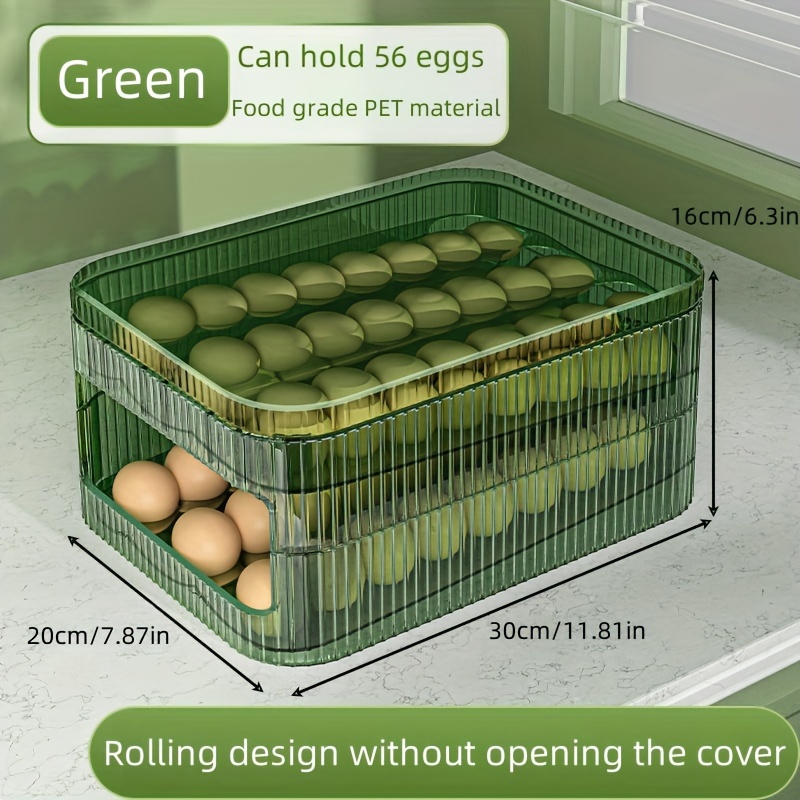 Green
Can hold 56 eggs
Food grade PET material
16cm/6.3in
20cm/7.87in
30cm/11.81in
Rolling design without opening the cover